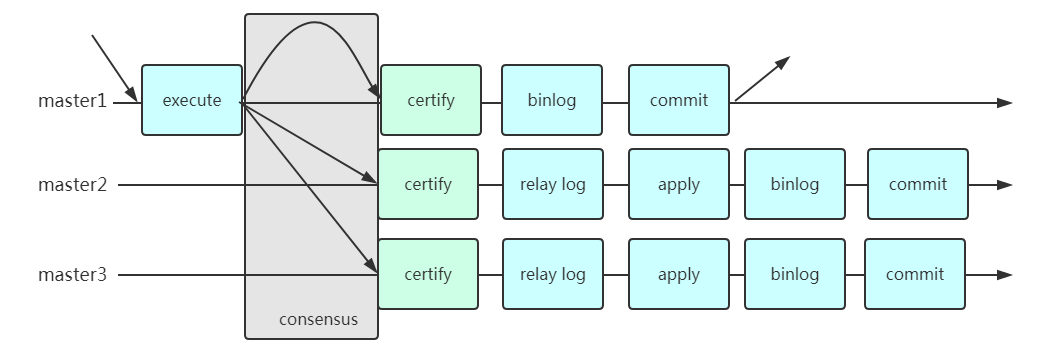 master1 execute certify binlog commit
master2 certify relay log apply binlog commit
master3 certify relay log apply binlog commit
consensus